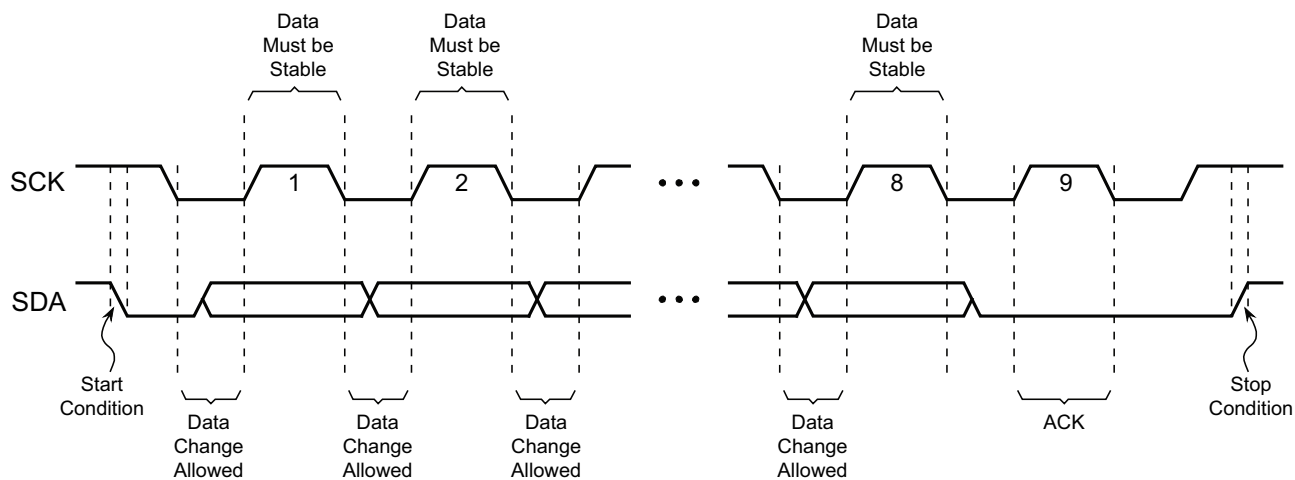 Data
Must be
Stable
Data
Must be
Stable
Data
Must be
Stable
SCK
1
2
8
9
SDA
Start
Condition
Data
Change
Allowed
Data
Change
Allowed
Data
Change
Allowed
Data
Change
Allowed
ACK
Stop
Condition